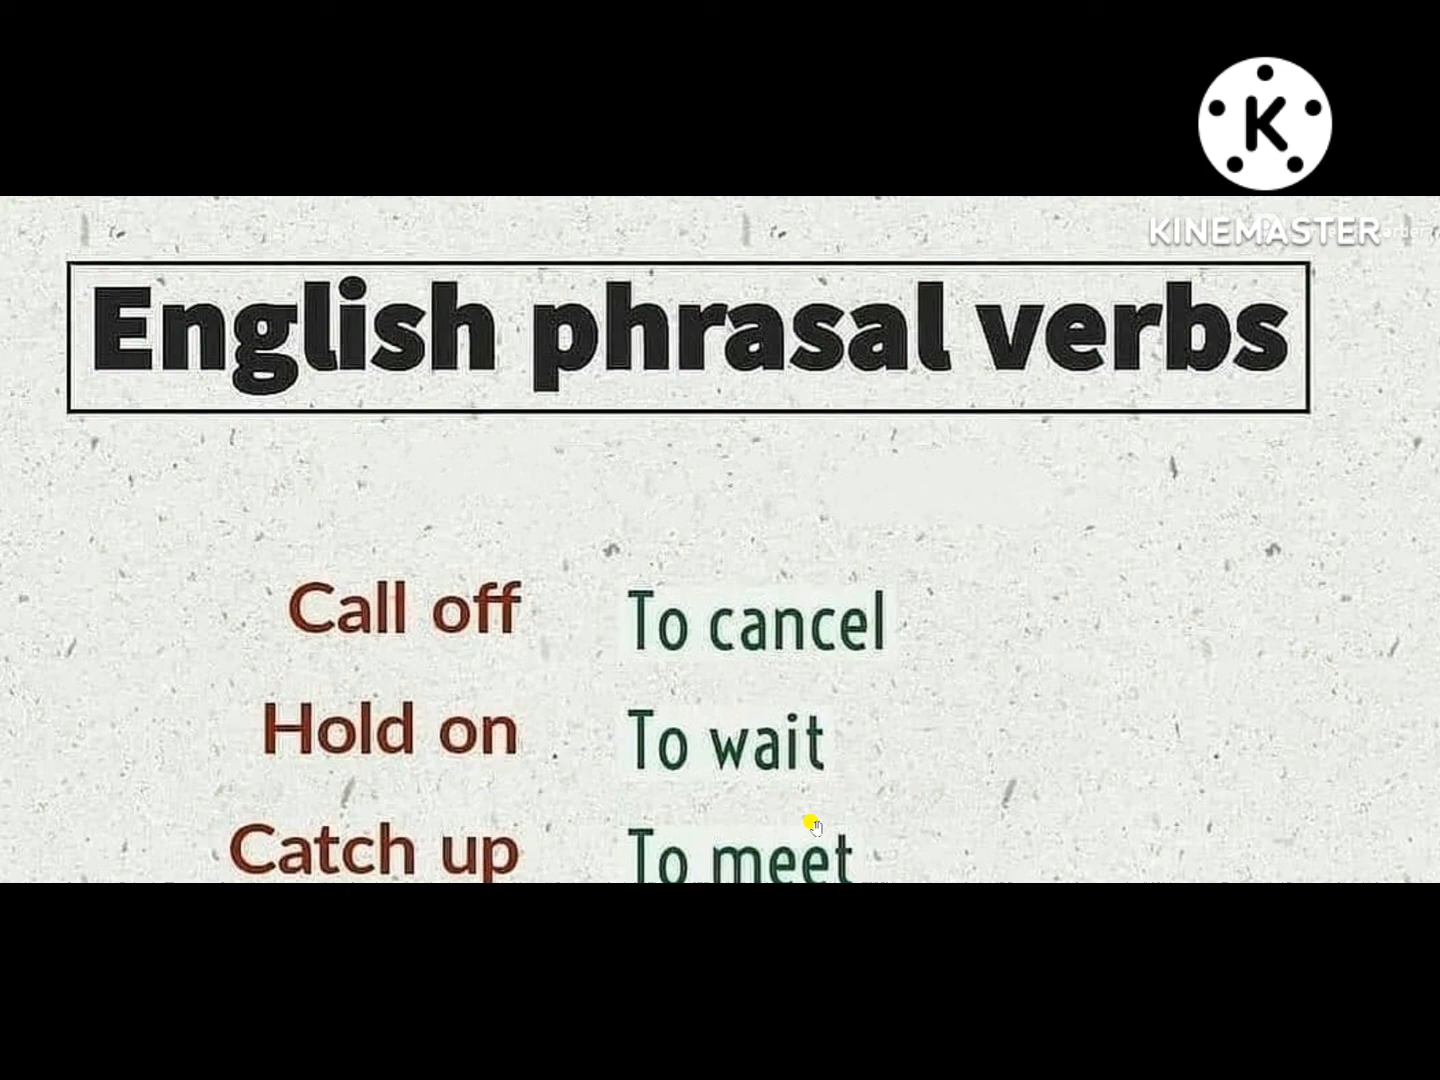 K
KINEMASTER
English phrasal verbs
Call off To cancel
Hold on To wait
Catch up To meet